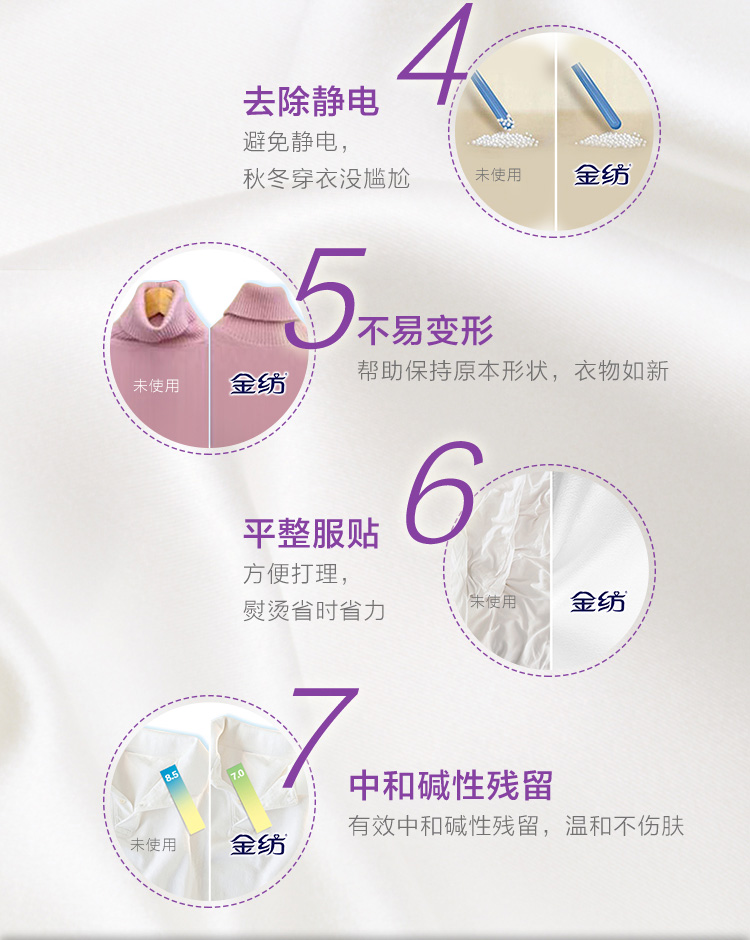 4
去除静电
避免静电，
秋冬穿衣没尴尬
未使用
金纺
5
不易变形
帮助保持原本形状，衣物如新
未使用
金纺
6
平整服贴
方便打理，
熨烫省时省力
未使用
金纺
7
中和碱性残留
有效中和碱性残留，温和不伤肤
8.5
7.0
未使用
金纺